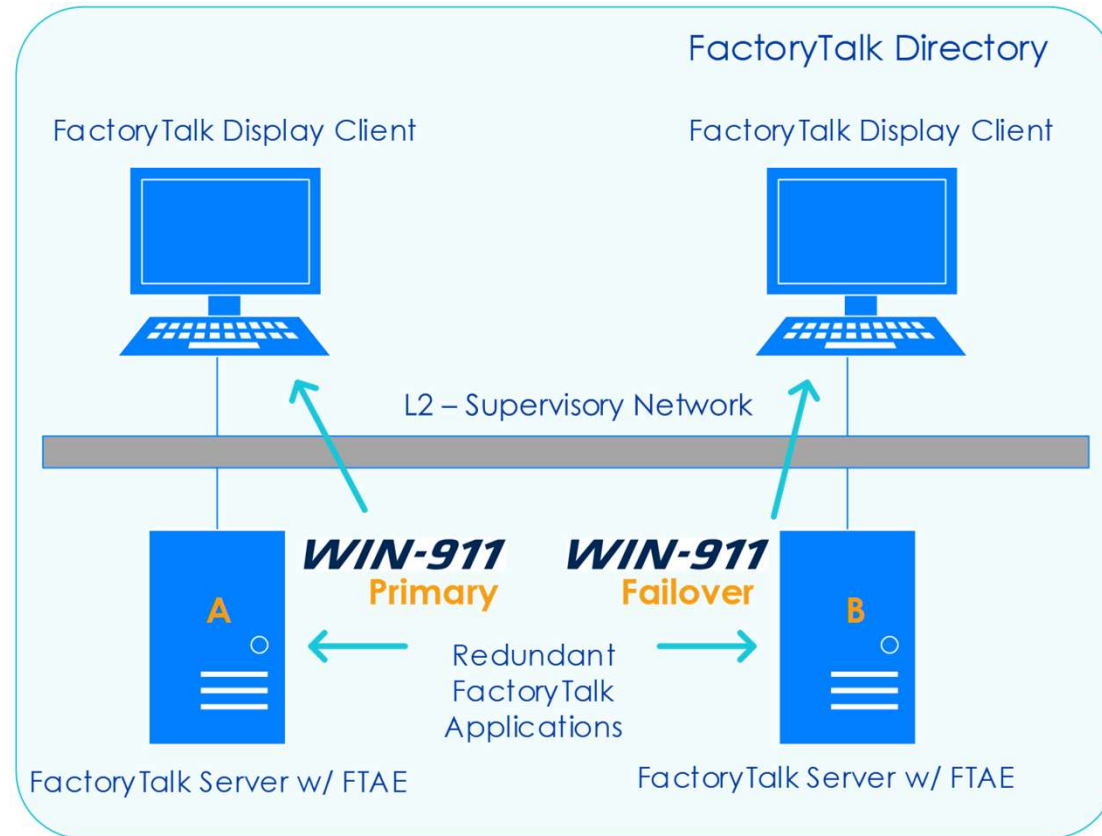 FactoryTalk Directory
FactoryTalk Display Client
FactoryTalk Display Client
L2 – Supervisory Network
WIN-911
Primary
WIN-911
Failover
A
B
Redundant
FactoryTalk
Applications
FactoryTalk Server w/ FTAE
FactoryTalk Server w/ FTAE